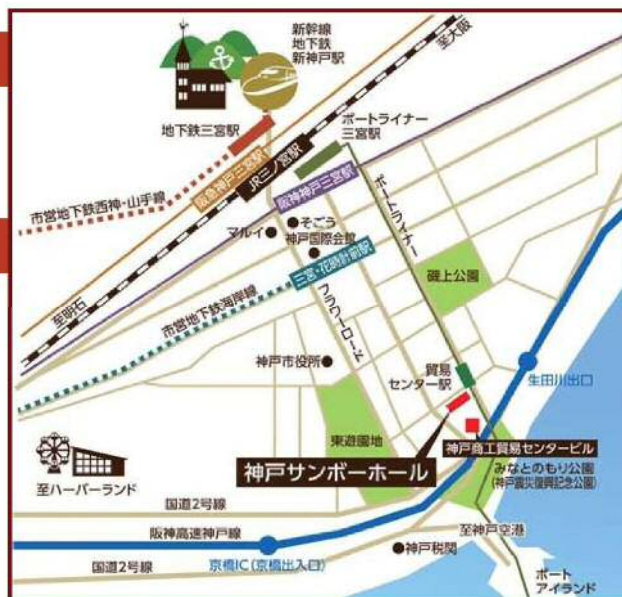 新幹線
地下鉄
新神戸駅
至大阪
地下鉄三宮駅
ポートライナー
三宮駅
阪急神戸三宮駅
JR三ノ宮駅
阪神神戸三宮駅
市営地下鉄西神・山手線
ポートライナー
マルイ
そごう
神戸国際会館
三宮・花時計前駅
磯上公園
至明石
市営地下鉄海岸線
フラワーロード
神戸市役所
貿易
センター駅
生田川出口
東遊園地
神戸商工貿易センタービル
神戸サンボーホール
みなとのもり公園
(神戸震災復興記念公園)
至ハーバーランド
国道2号線
阪神高速神戸線
至神戸空港
神戸税関
国道2号線
京橋IC(京橋出入口)
ポート
アイランド